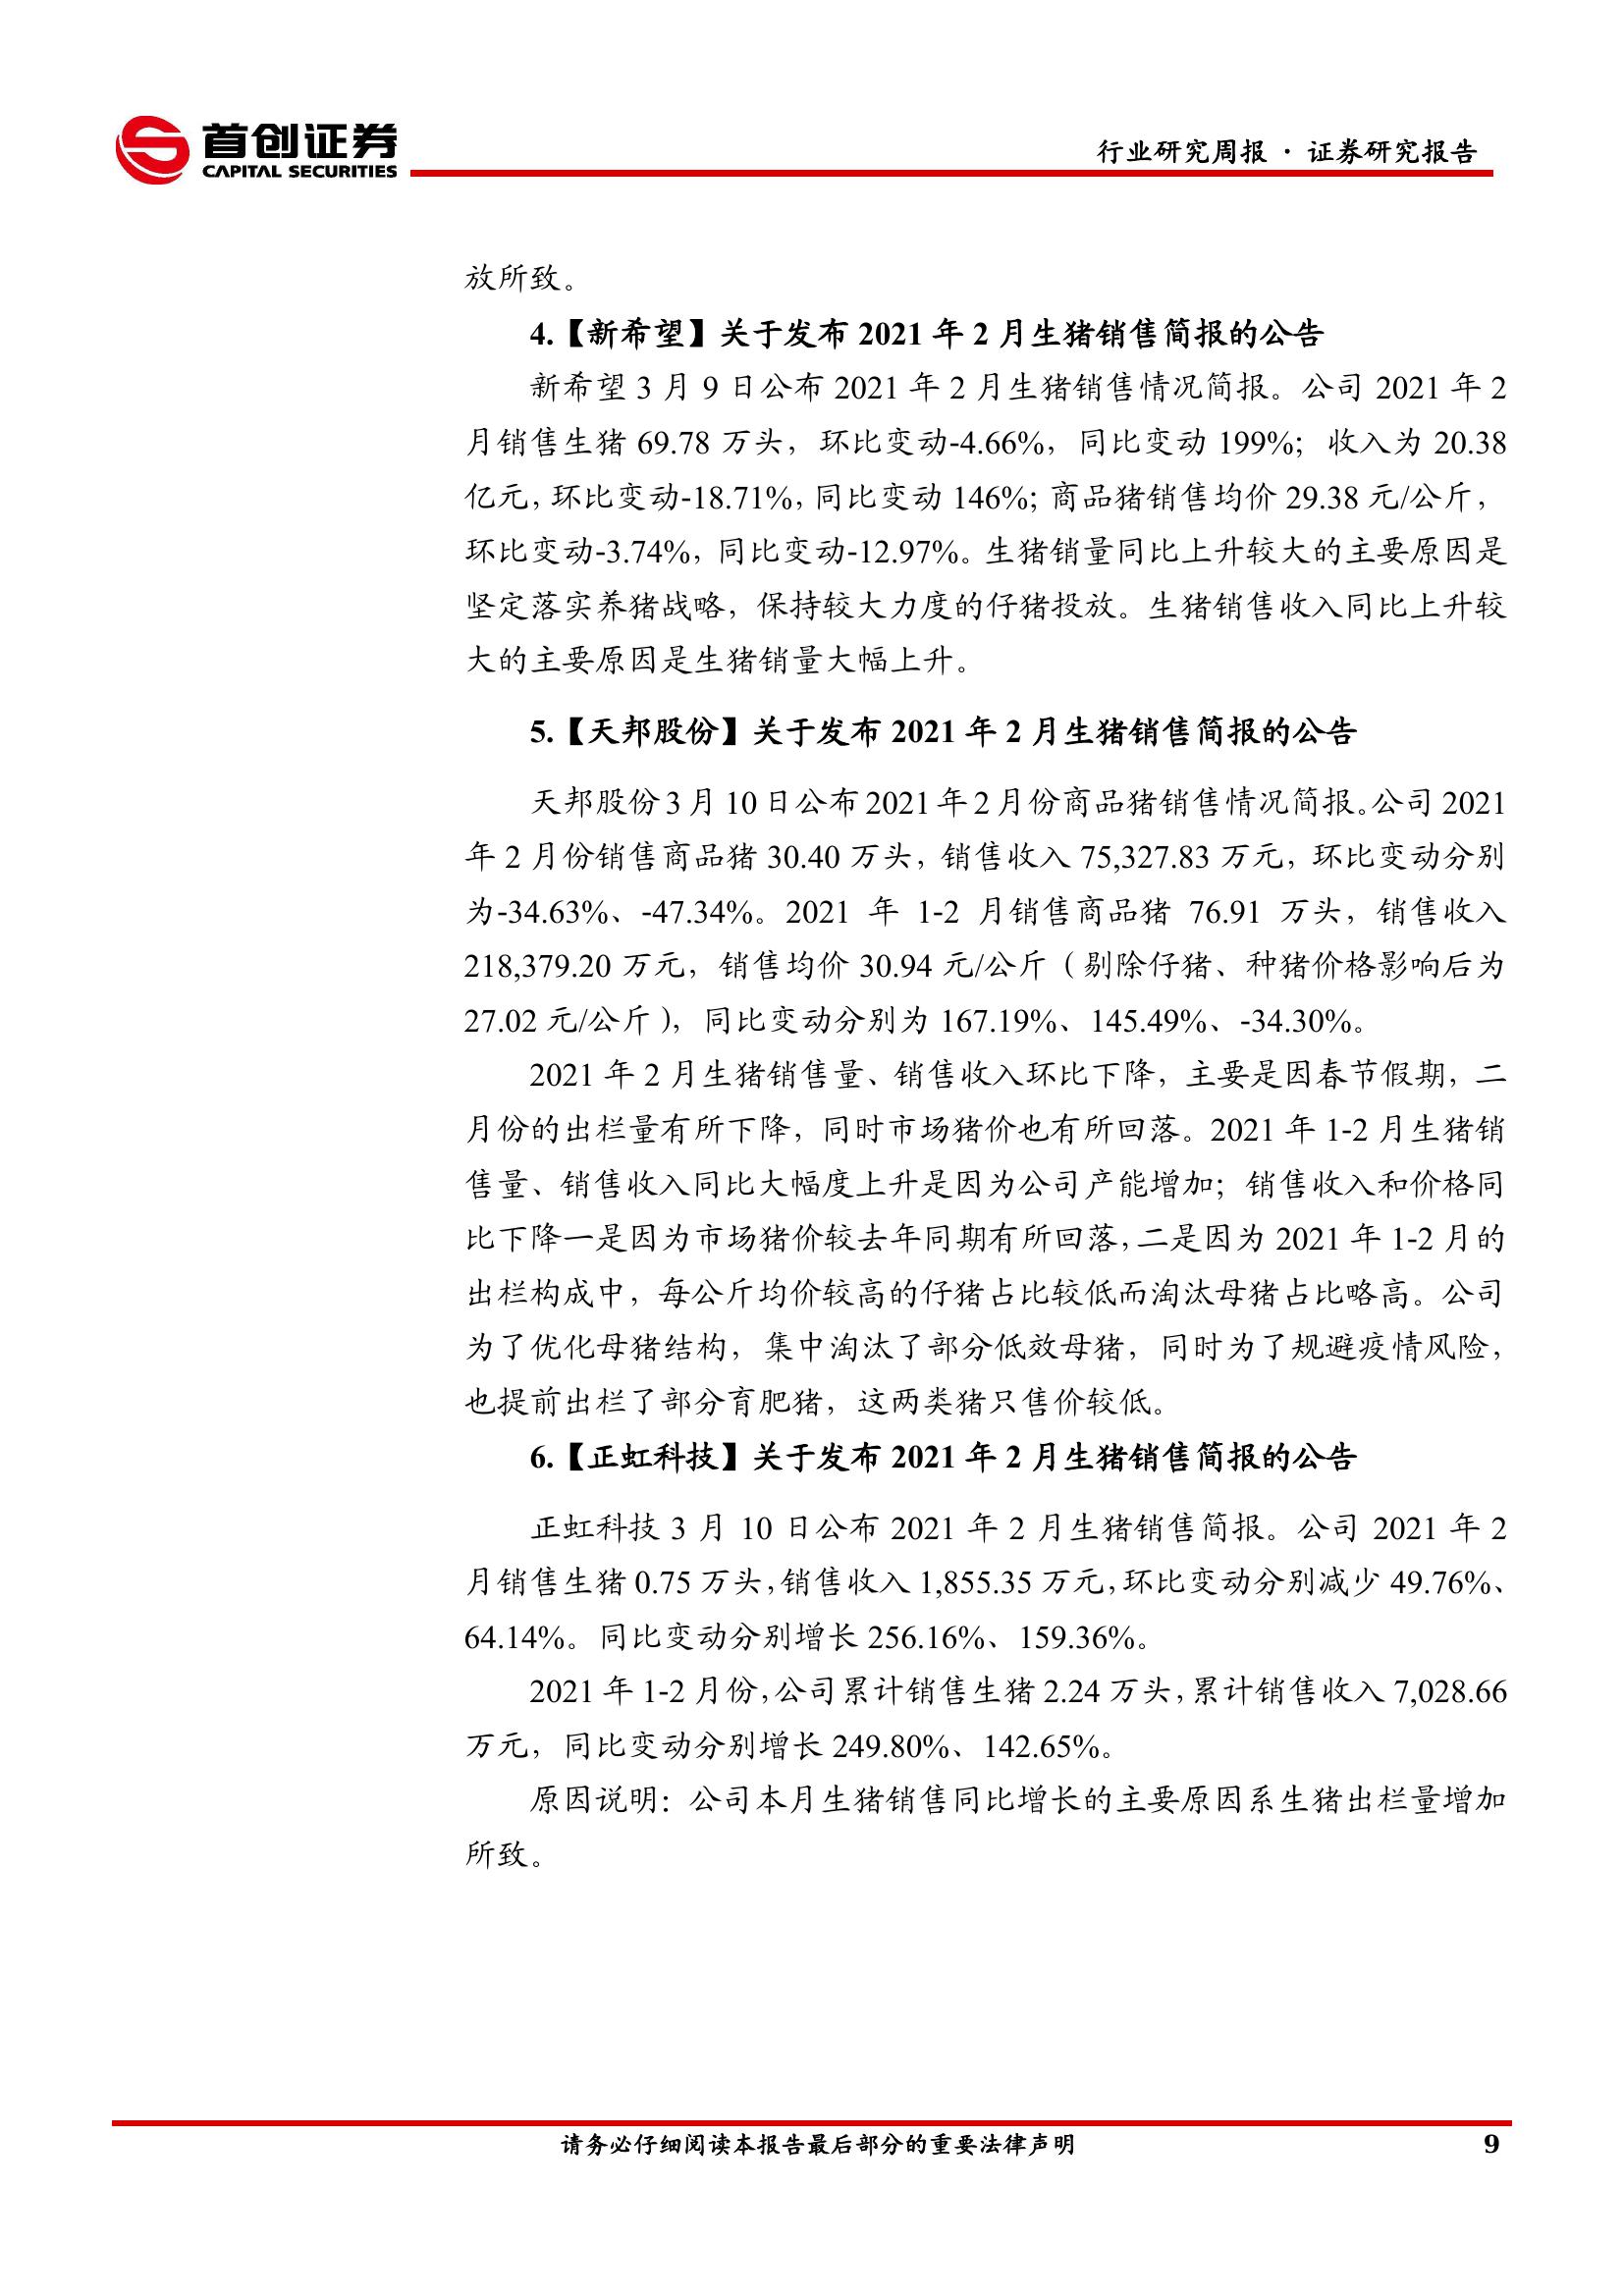 首创证券
CAPITAL SECURITIES
行业研究周报 · 证券研究报告
放所致。
4.【新希望】关于发布 2021 年 2 月生猪销售简报的公告
新希望 3 月 9 日公布 2021 年 2 月生猪销售情况简报。公司 2021 年 2
月销售生猪 69.78 万头，环比变动-4.66%，同比变动 199%；收入为 20.38
亿元，环比变动-18.71%，同比变动 146%；商品猪销售均价 29.38 元/公斤，
环比变动-3.74%，同比变动-12.97%。生猪销量同比上升较大的主要原因是
坚定落实养猪战略，保持较大力度的仔猪投放。生猪销售收入同比上升较
大的主要原因是生猪销量大幅上升。
5.【天邦股份】关于发布 2021 年 2 月生猪销售简报的公告
天邦股份 3 月 10 日公布 2021 年 2 月份商品猪销售情况简报。公司 2021
年 2 月份销售商品猪 30.40 万头，销售收入 75,327.83 万元，环比变动分别
为-34.63%、-47.34%。2021 年 1-2 月销售商品猪 76.91 万头，销售收入
218,379.20 万元，销售均价 30.94 元/公斤（剔除仔猪、种猪价格影响后为
27.02 元/公斤），同比变动分别为 167.19%、145.49%、-34.30%。
2021 年 2 月生猪销售量、销售收入环比下降，主要是因春节假期，二
月份的出栏量有所下降，同时市场猪价也有所回落。2021 年 1-2 月生猪销
售量、销售收入同比大幅度上升是因为公司产能增加；销售收入和价格同
比下降一是因为市场猪价较去年同期有所回落，二是因为 2021 年 1-2 月的
出栏构成中，每公斤均价较高的仔猪占比较低而淘汰母猪占比略高。公司
为了优化母猪结构，集中淘汰了部分低效母猪，同时为了规避疫情风险，
也提前出栏了部分育肥猪，这两类猪只售价较低。
6.【正虹科技】关于发布 2021 年 2 月生猪销售简报的公告
正虹科技 3 月 10 日公布 2021 年 2 月生猪销售简报。公司 2021 年 2
月销售生猪 0.75 万头，销售收入 1,855.35 万元，环比变动分别减少 49.76%、
64.14%。同比变动分别增长 256.16%、159.36%。
2021 年 1-2 月份，公司累计销售生猪 2.24 万头，累计销售收入 7,028.66
万元，同比变动分别增长 249.80%、142.65%。
原因说明：公司本月生猪销售同比增长的主要原因系生猪出栏量增加
所致。
请务必仔细阅读本报告最后部分的重要法律声明
9